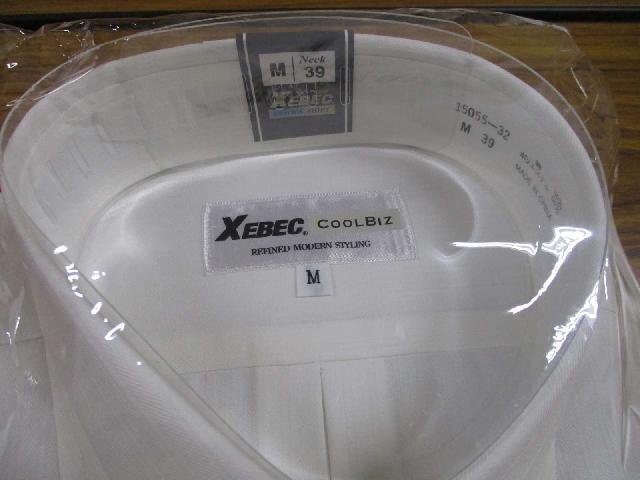 M
Neck
39
XEBEC
15055-32
M 39
MADE IN CHINA
XEBEC® COOLBIZ
REFINED MODERN STYLING
M